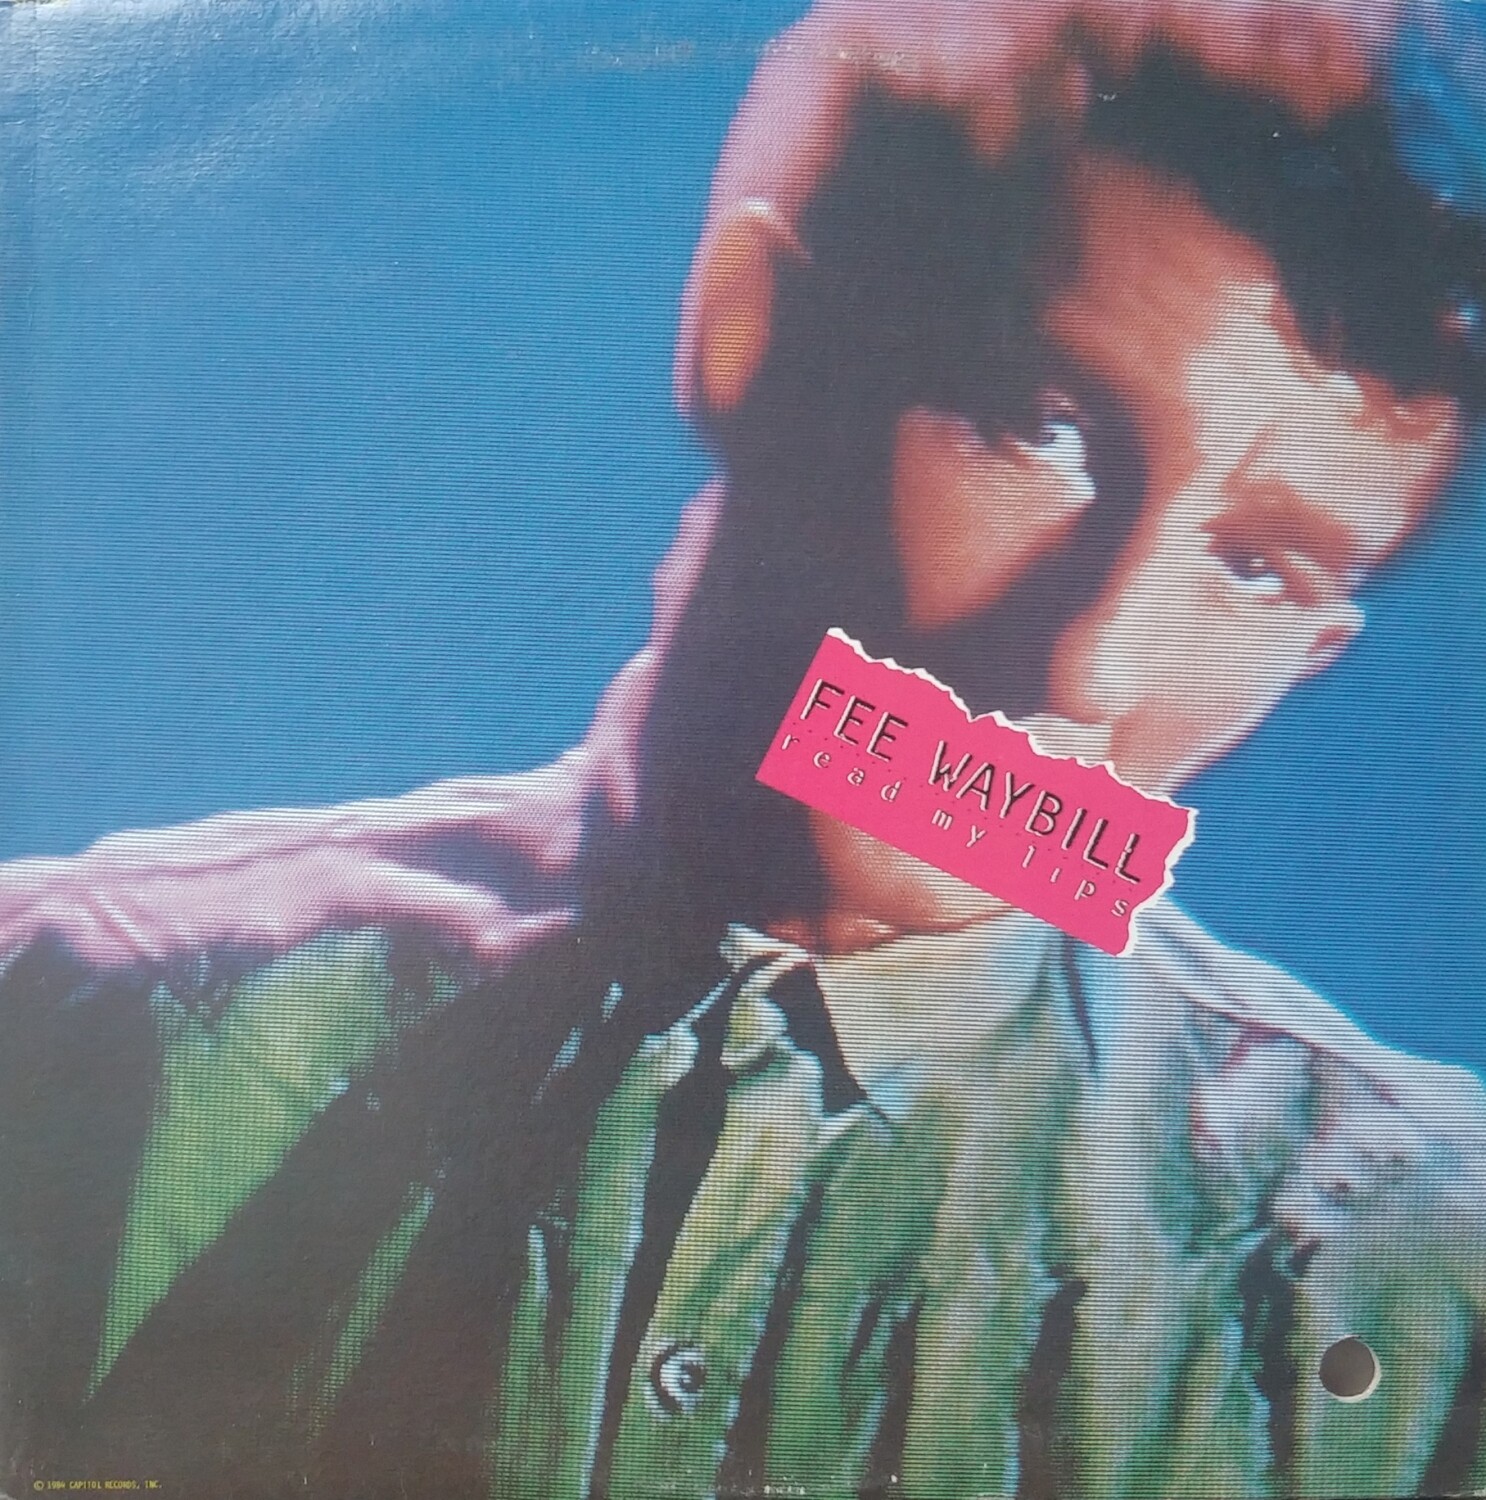 FEE WAYBILL
read my lips
© 1984 CAPITOL RECORDS, INC.